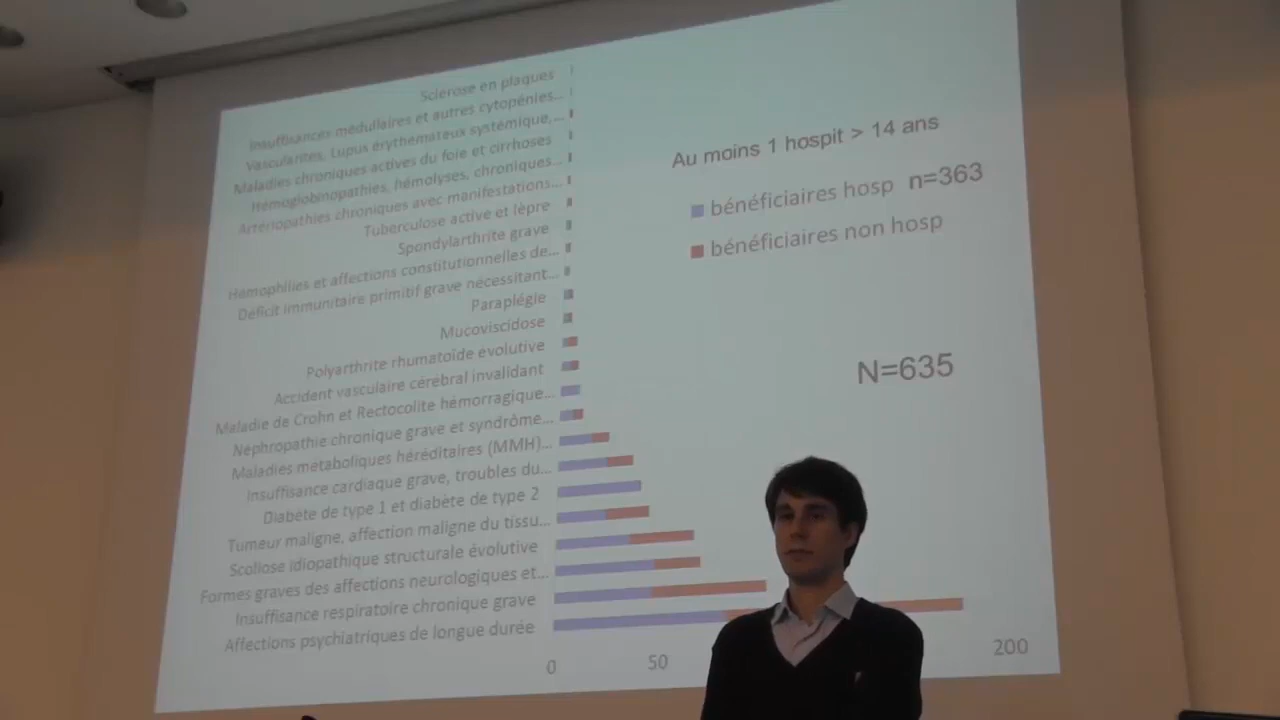 Sclérose en plaques
Insuffisances médullaires et autres cytopénies...
Vascularites, Lupus érythémateux systémique,...
Maladies chroniques actives du foie et cirrhoses
Hémoglobinopathies, hémolyses, chroniques...
Artériopathies chroniques avec manifestations...
Tuberculose active et lèpre
Spondylarthrite grave
Hémophilies et affections constitutionnelles de...
Déficit immunitaire primitif grave nécessitant...
Paraplégie
Mucoviscidose
Polyarthrite rhumatoïde évolutive
Accident vasculaire cérébral invalidant
Maladie de Crohn et Rectocolite hémorragique...
Néphropathie chronique grave et syndrôme...
Maladies métaboliques héréditaires (MMH)...
Insuffisance cardiaque grave, troubles du...
Diabète de type 1 et diabète de type 2
Tumeur maligne, affection maligne du tissu...
Scoliose idiopathique structurale évolutive
Formes graves des affections neurologiques et...
Insuffisance respiratoire chronique grave
Affections psychiatriques de longue durée
0 50 200
Au moins 1 hospit > 14 ans
bénéficiaires hosp n=363
bénéficiaires non hosp
N=635